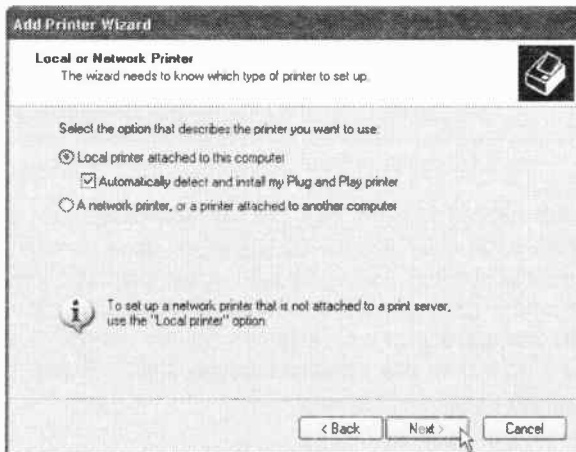 Add Printer Wizard
Local or Network Printer
The wizard needs to know which type of printer to set up.
Select the option that describes the printer you want to use:
Local printer attached to this computer
Automatically detect and install my Plug and Play printer
A network printer, or a printer attached to another computer
To set up a network printer that is not attached to a print server,
use the "Local printer" option.
< Back Next > Cancel